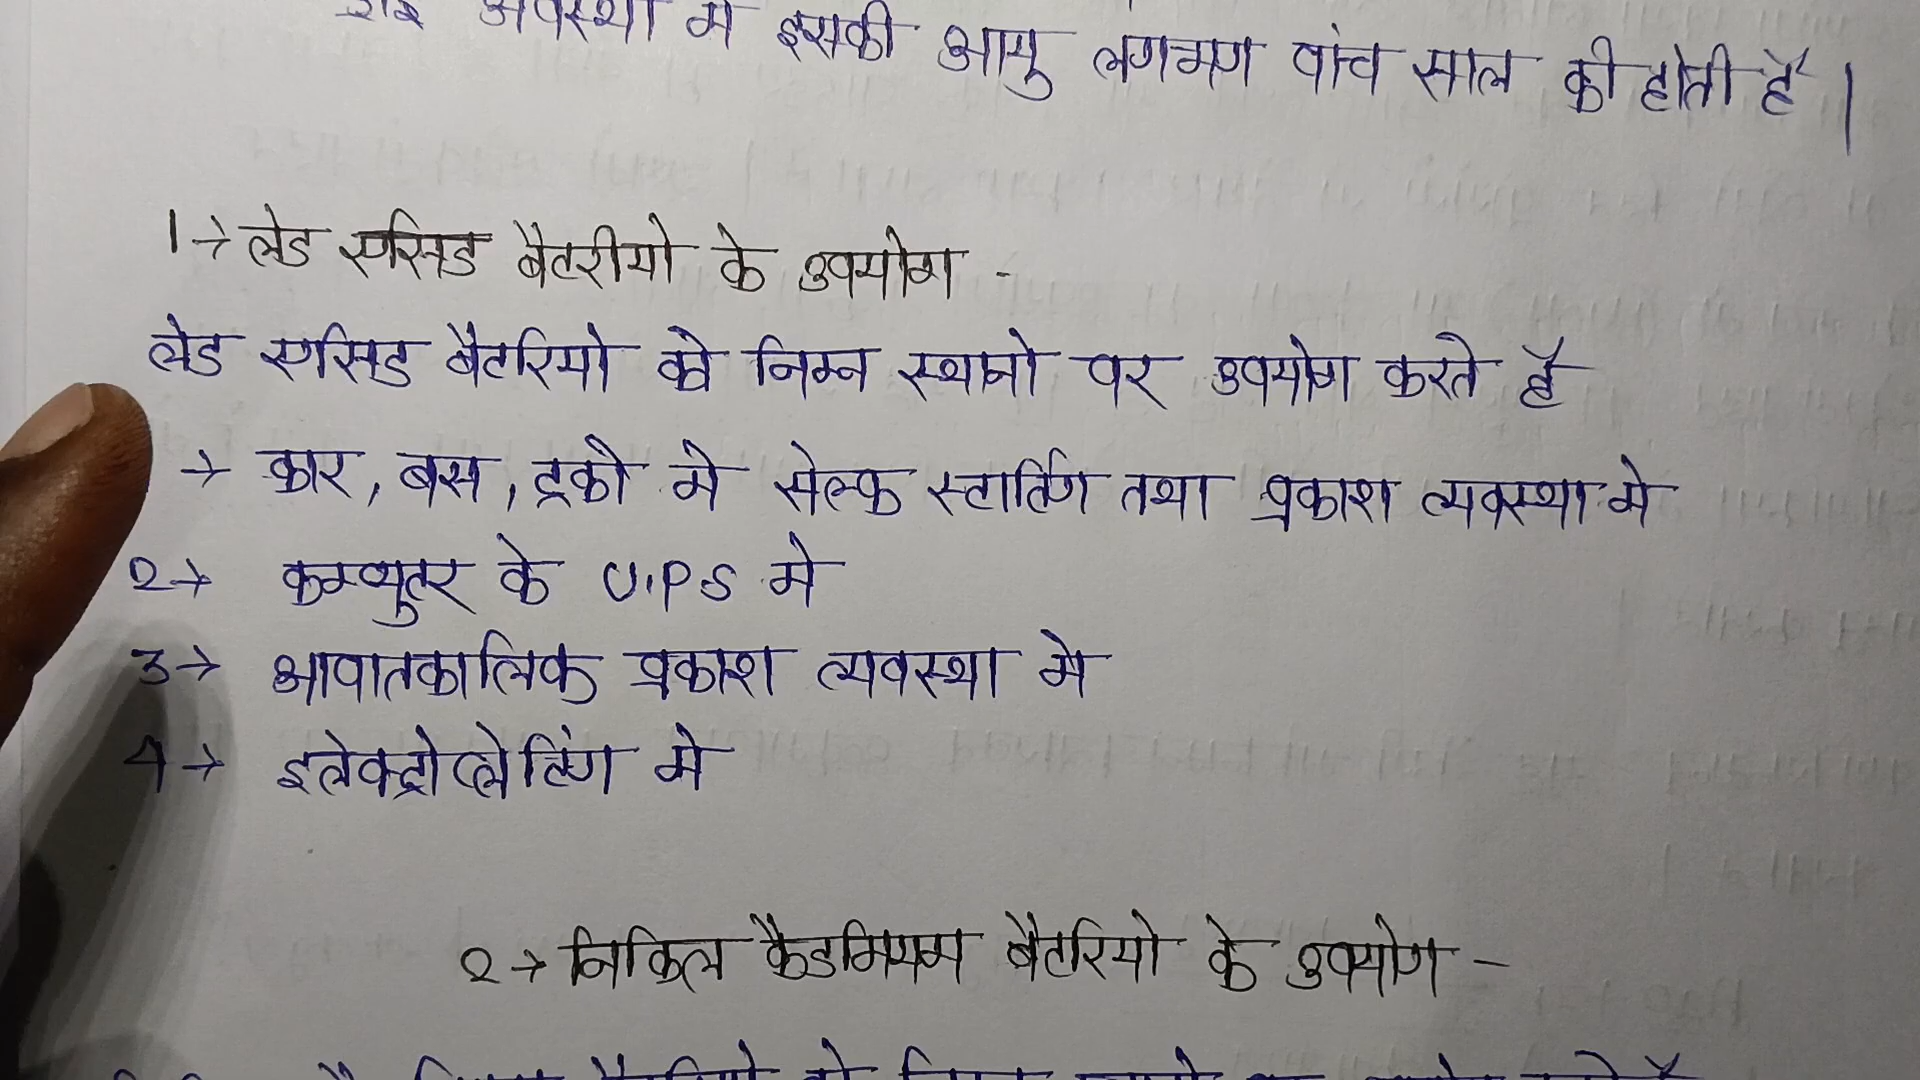 अवस्था में इसकी आयु लगभग पांच साल की होती है।
1→ लेड एसिड बैटरीयो के उपयोग -
लेड एसिड बैटरियो को निम्न स्थानो पर उपयोग करते है
→ कार, बस, ट्रको मे सेल्फ स्टार्टिंग तथा प्रकाश व्यवस्था मे
2→ कम्प्युटर के U.P.S मे
3→ आपातकालिक प्रकाश व्यवस्था मे
4→ इलेक्ट्रोप्लेटिंग मे
2→ निकिल कैडमियम बैटरियो के उपयोग -